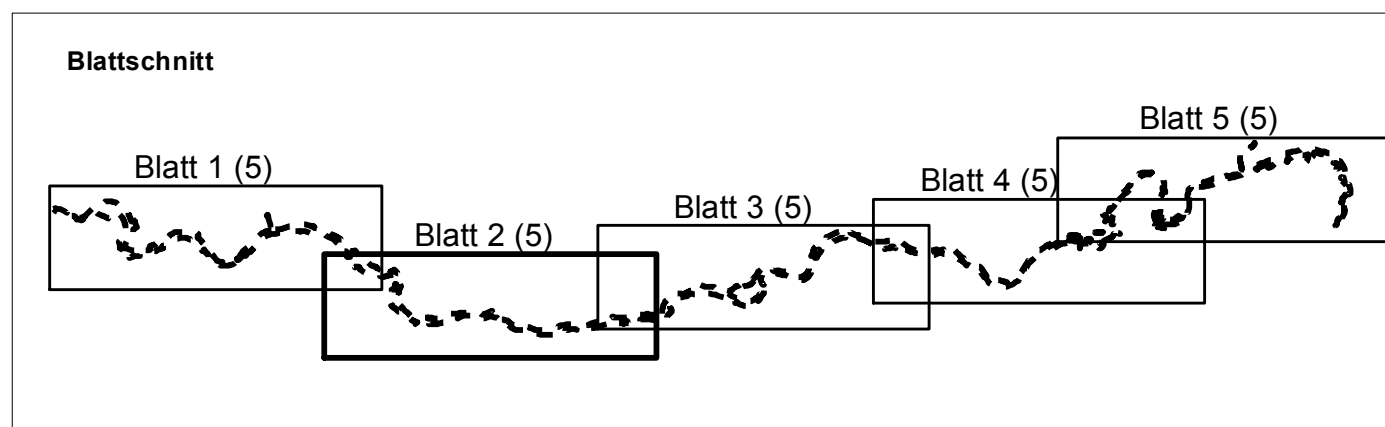 Blattschnitt
Blatt 1 (5)
Blatt 2 (5)
Blatt 3 (5)
Blatt 4 (5)
Blatt 5 (5)